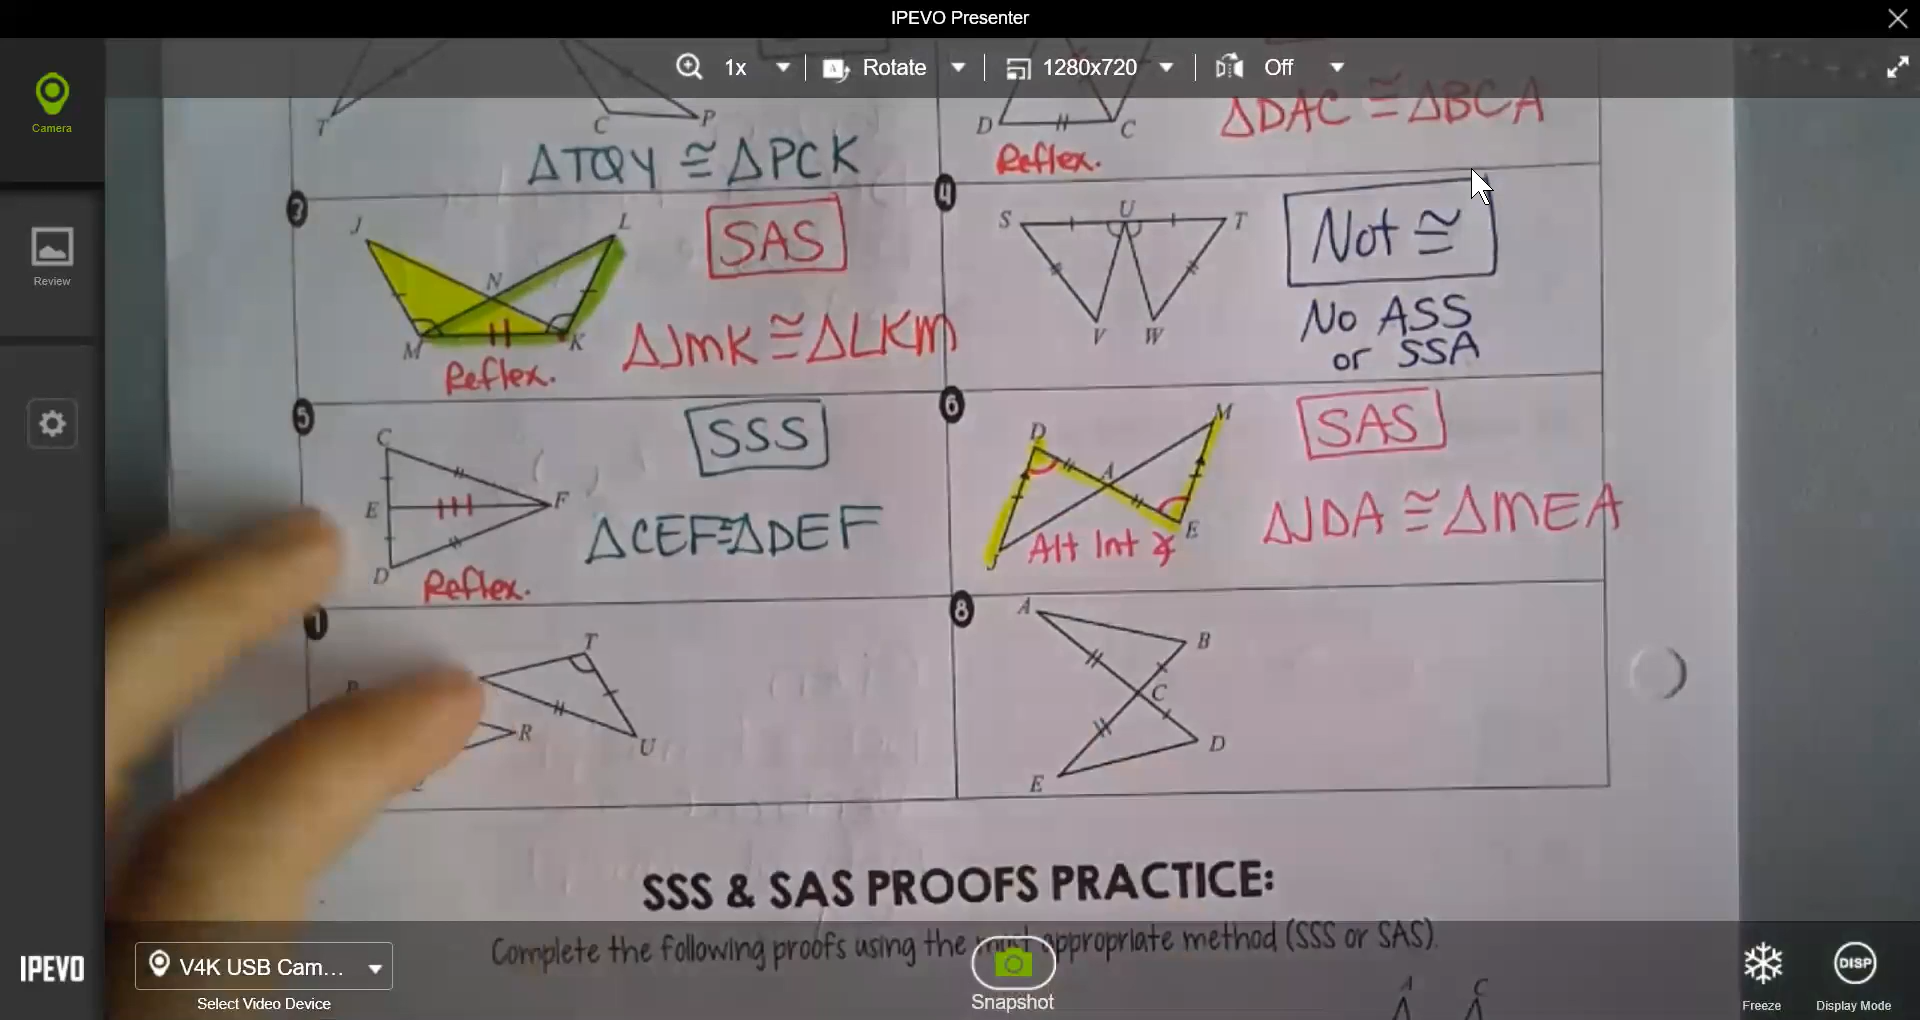 IPEVO Presenter
1x
Rotate
1280x720
Off
Camera
Review
T
C
P
ΔTQY ≅ ΔPCK
D
C
Reflex.
ΔDAC ≅ ΔBCA
3
J
L
N
M
K
Reflex.
SAS
ΔJMK ≅ ΔLKM
4
S
U
T
V
W
Not ≅
No ASS
or SSA
5
C
E
F
D
Reflex.
SSS
ΔCEF ≅ ΔDEF
6
D
M
A
E
J
Alt Int ∡
SAS
ΔJDA ≅ ΔMEA
T
R
U
8
A
B
C
D
E
SSS & SAS PROOFS PRACTICE:
Complete the following proofs using the most appropriate method (SSS or SAS).
A
C
IPEVO
V4K USB Cam...
Select Video Device
Snapshot
Freeze
DISP
Display Mode